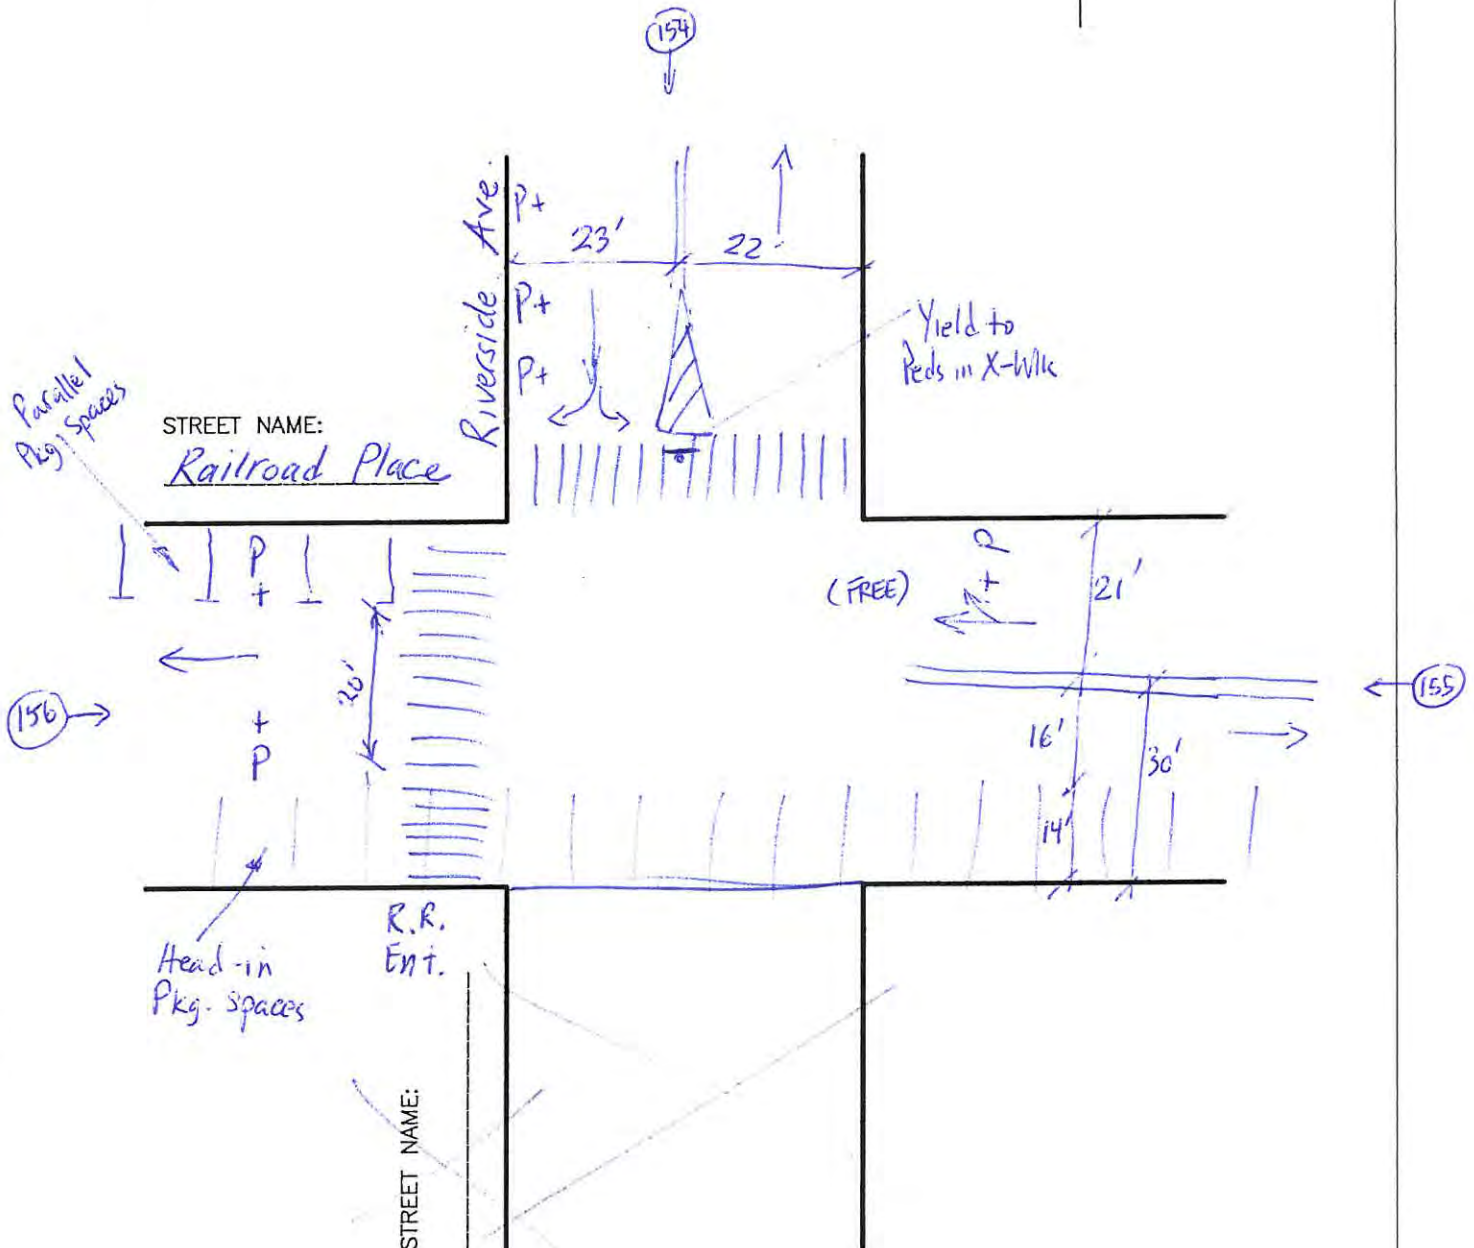 154
Riverside Ave.
P+
23'
22'
P+
P+
Yield to
Peds in X-Wlk
Parallel
Pkg. Spaces
STREET NAME:
Railroad Place
P
+
+ P
(FREE)
21'
20'
156
+
P
155
16'
30'
14'
R.R.
Ent.
Head-in
Pkg. Spaces
STREET NAME: